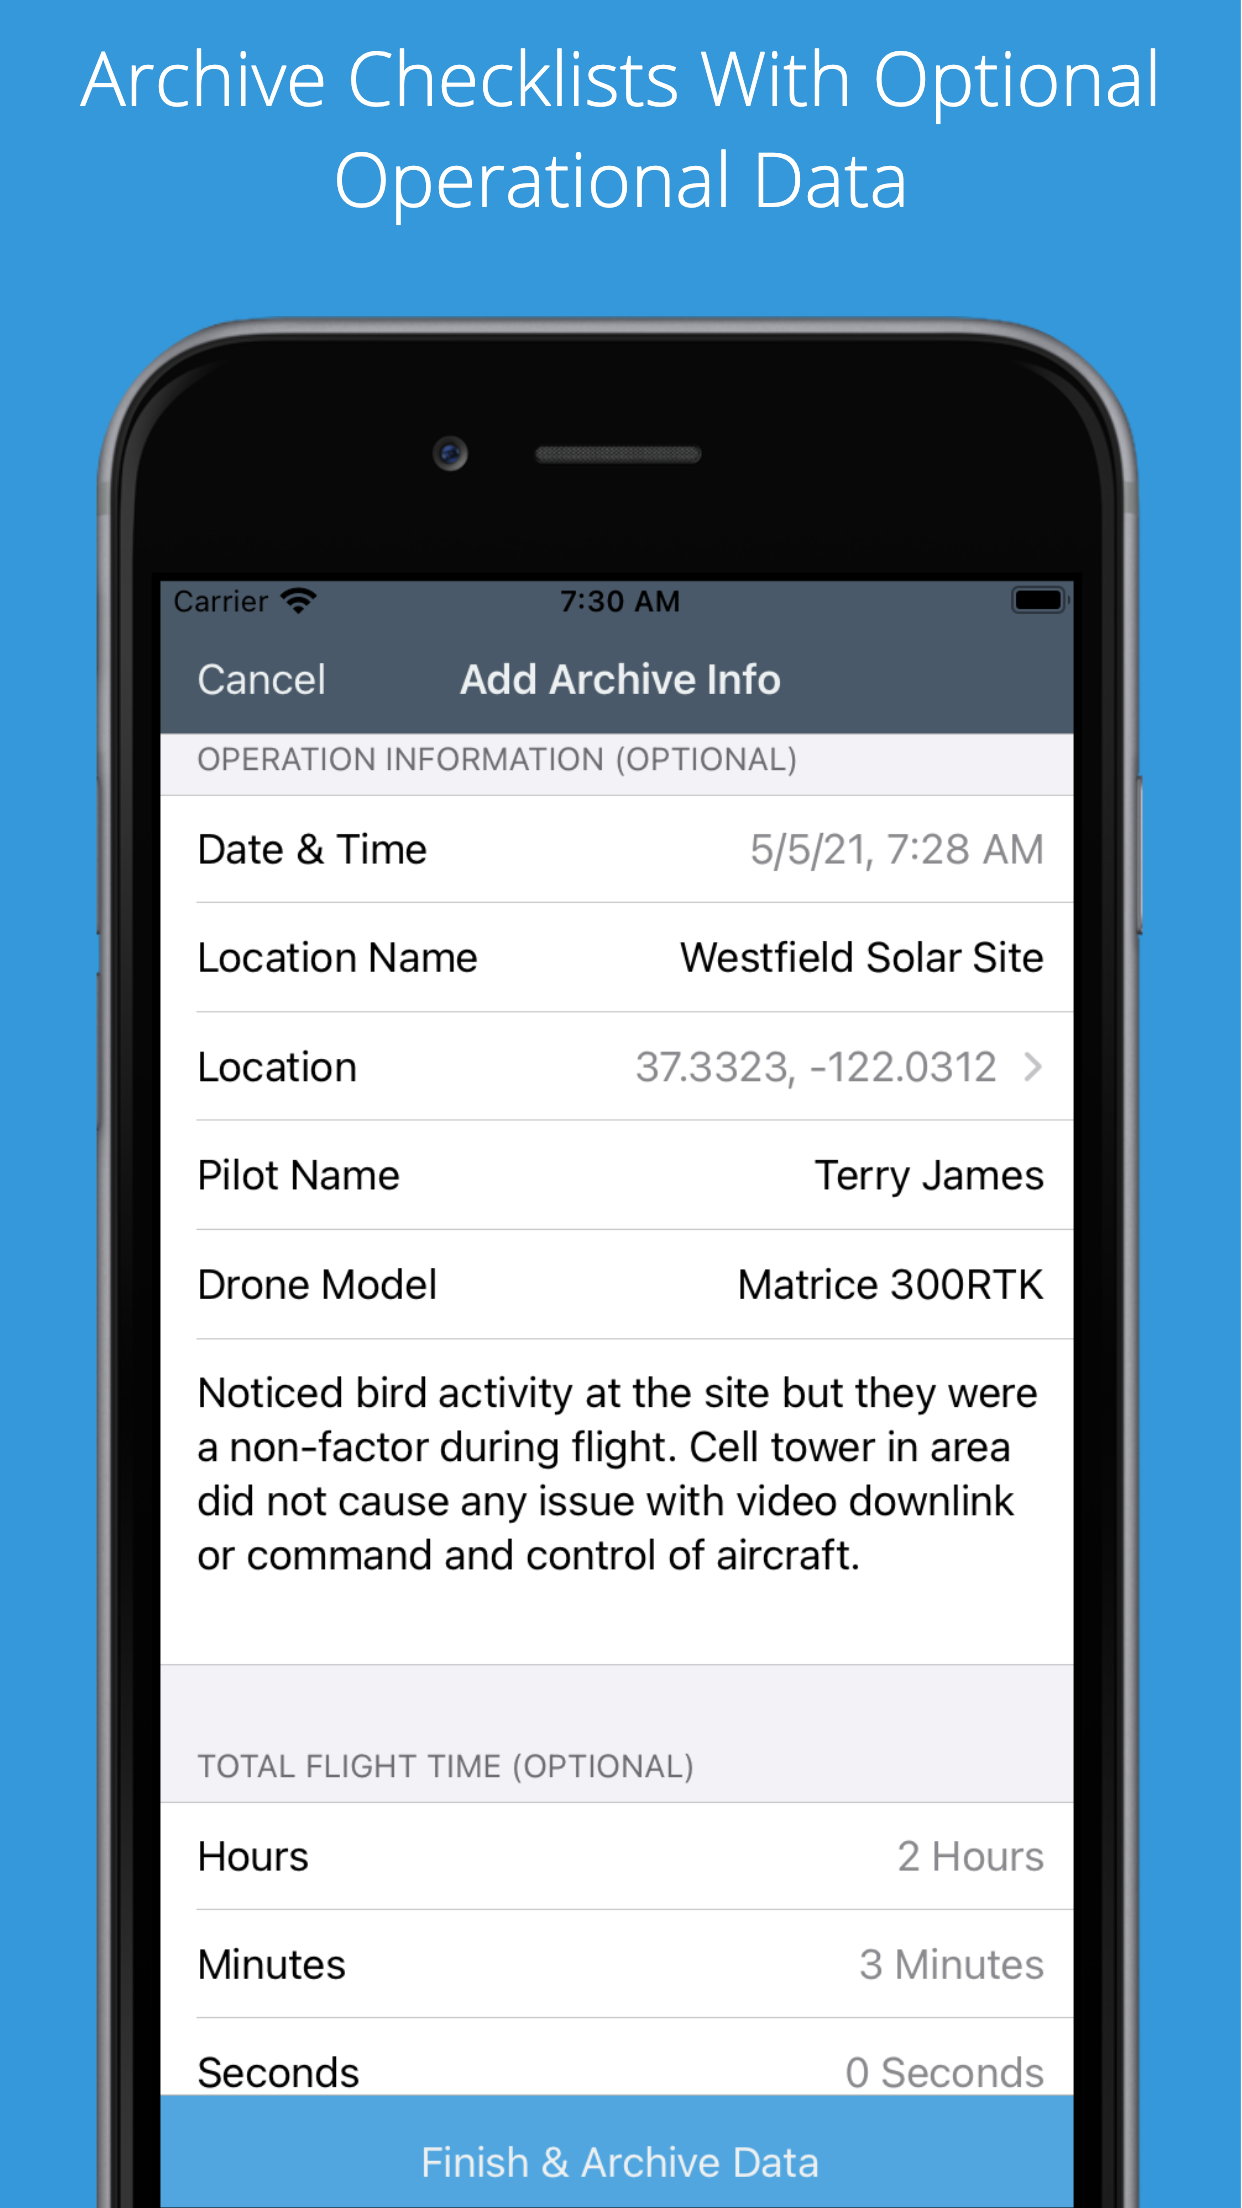 Archive Checklists With Optional
Operational Data
Carrier 7:30 AM
Cancel Add Archive Info
OPERATION INFORMATION (OPTIONAL)
Date & Time 5/5/21, 7:28 AM
Location Name Westfield Solar Site
Location 37.3323, -122.0312
Pilot Name Terry James
Drone Model Matrice 300RTK
Noticed bird activity at the site but they were
a non-factor during flight. Cell tower in area
did not cause any issue with video downlink
or command and control of aircraft.
TOTAL FLIGHT TIME (OPTIONAL)
Hours 2 Hours
Minutes 3 Minutes
Seconds 0 Seconds
Finish & Archive Data